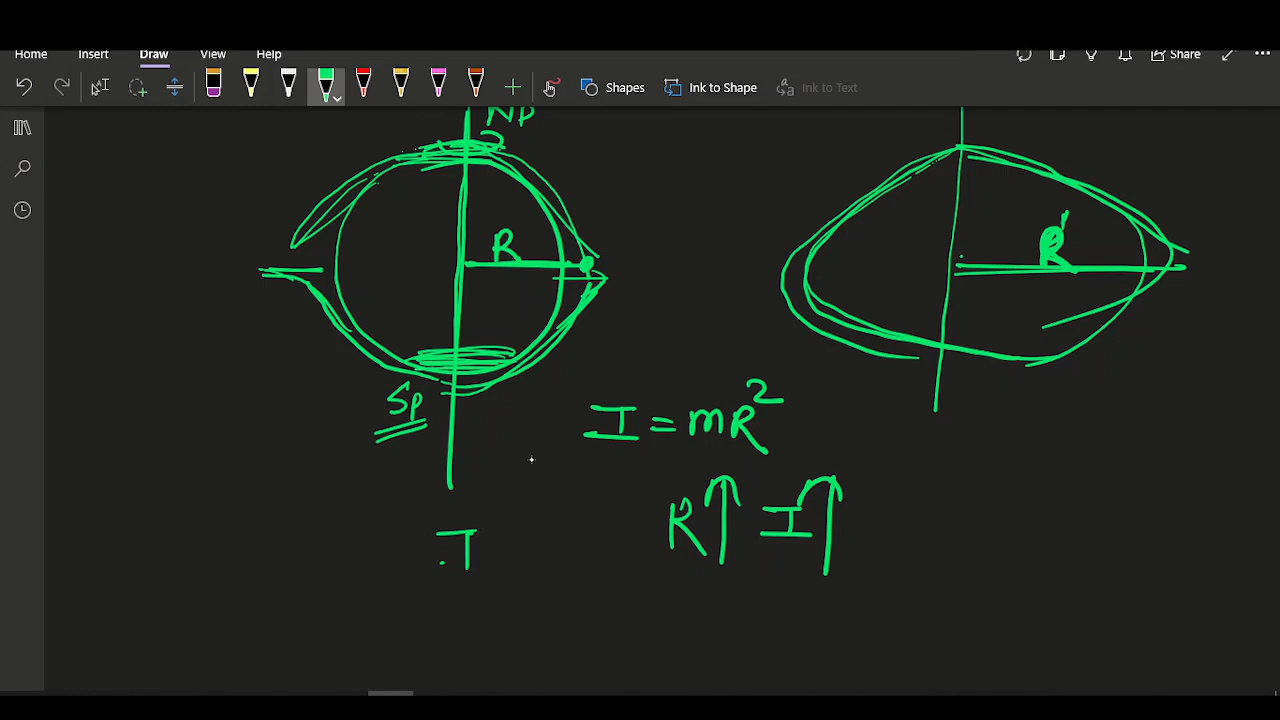 Home Insert Draw View Help Share
Shapes Ink to Shape Ink to Text
Np
R R'
Sp
I = mR²
R↑ I↑